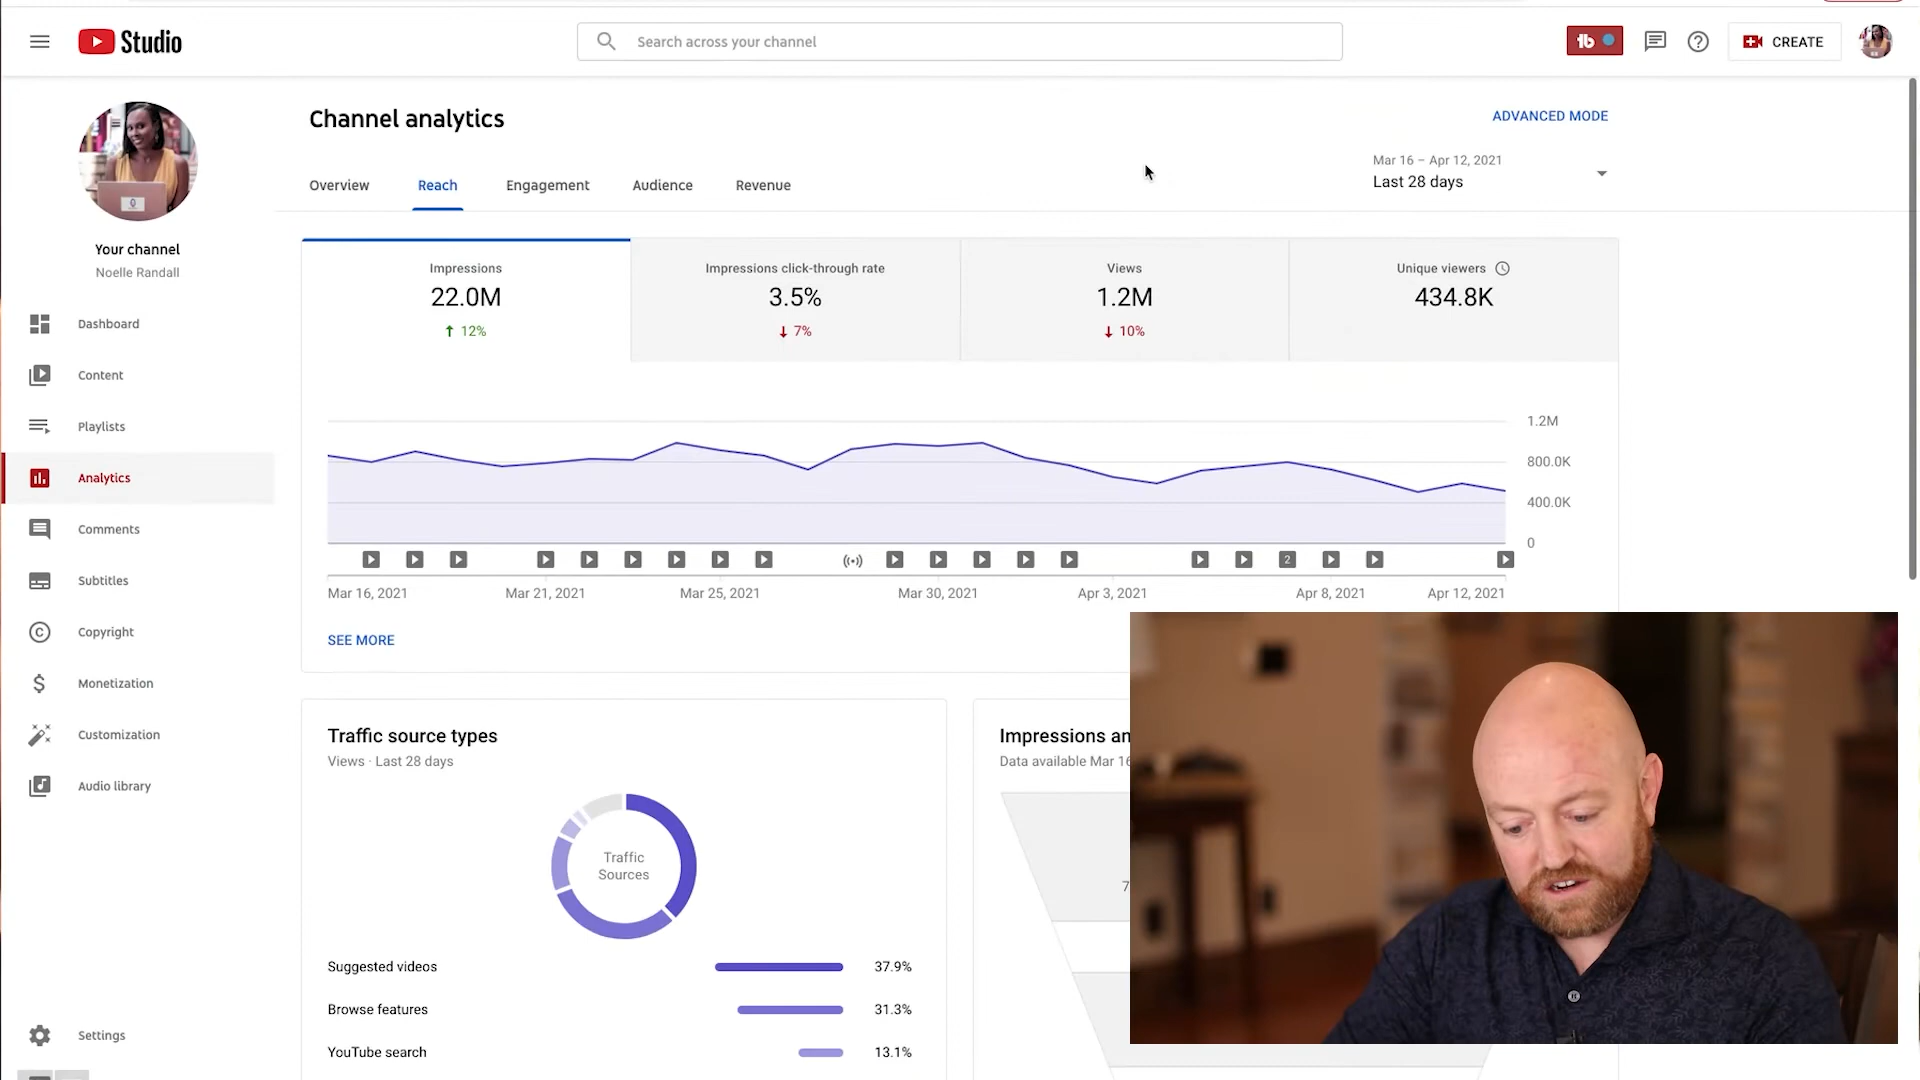 Studio
Search across your channel
CREATE
Channel analytics
ADVANCED MODE
Mar 16 – Apr 12, 2021
Last 28 days
Overview
Reach
Engagement
Audience
Revenue
Your channel
Noelle Randall
Dashboard
Content
Playlists
Analytics
Comments
Subtitles
Copyright
Monetization
Customization
Audio library
Settings
Impressions
22.0M
12%
Impressions click-through rate
3.5%
7%
Views
1.2M
10%
Unique viewers
434.8K
1.2M
800.0K
400.0K
0
2
Mar 16, 2021
Mar 21, 2021
Mar 25, 2021
Mar 30, 2021
Apr 3, 2021
Apr 8, 2021
Apr 12, 2021
SEE MORE
Traffic source types
Views · Last 28 days
Traffic
Sources
Suggested videos 37.9%
Browse features 31.3%
YouTube search 13.1%
Impressions an
Data available Mar 16
7